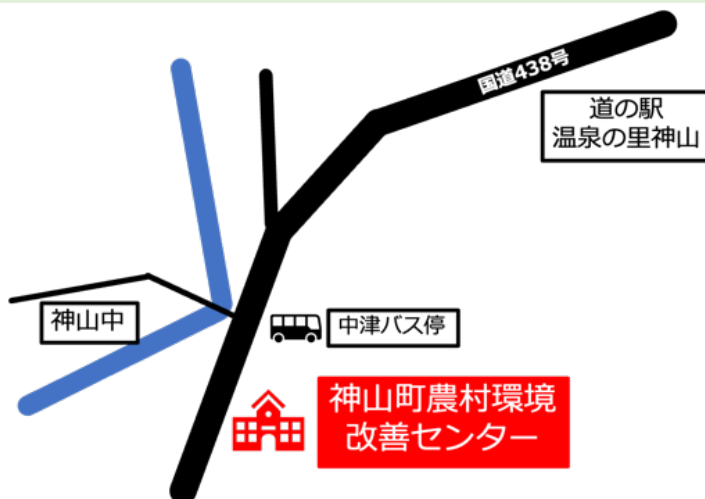 国道438号
道の駅
温泉の里神山
神山中
中津バス停
神山町農村環境
改善センター